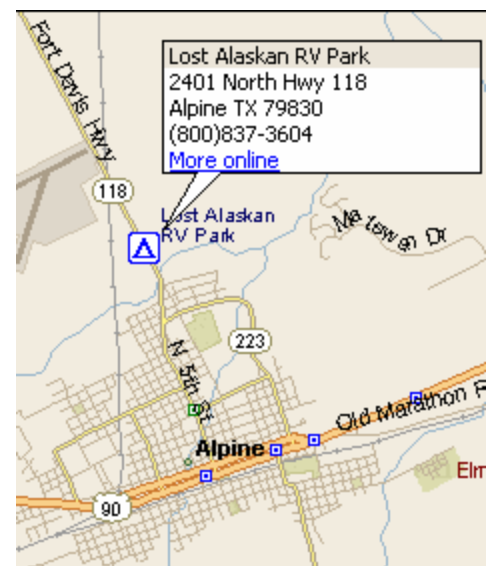 Fort Davis Hwy
Lost Alaskan RV Park
2401 North Hwy 118
Alpine TX 79830
(800)837-3604
More online
118
Lost Alaskan
RV Park
Matewan Dr
223
N 5th St
Old Marathon R
Alpine
Elm
90